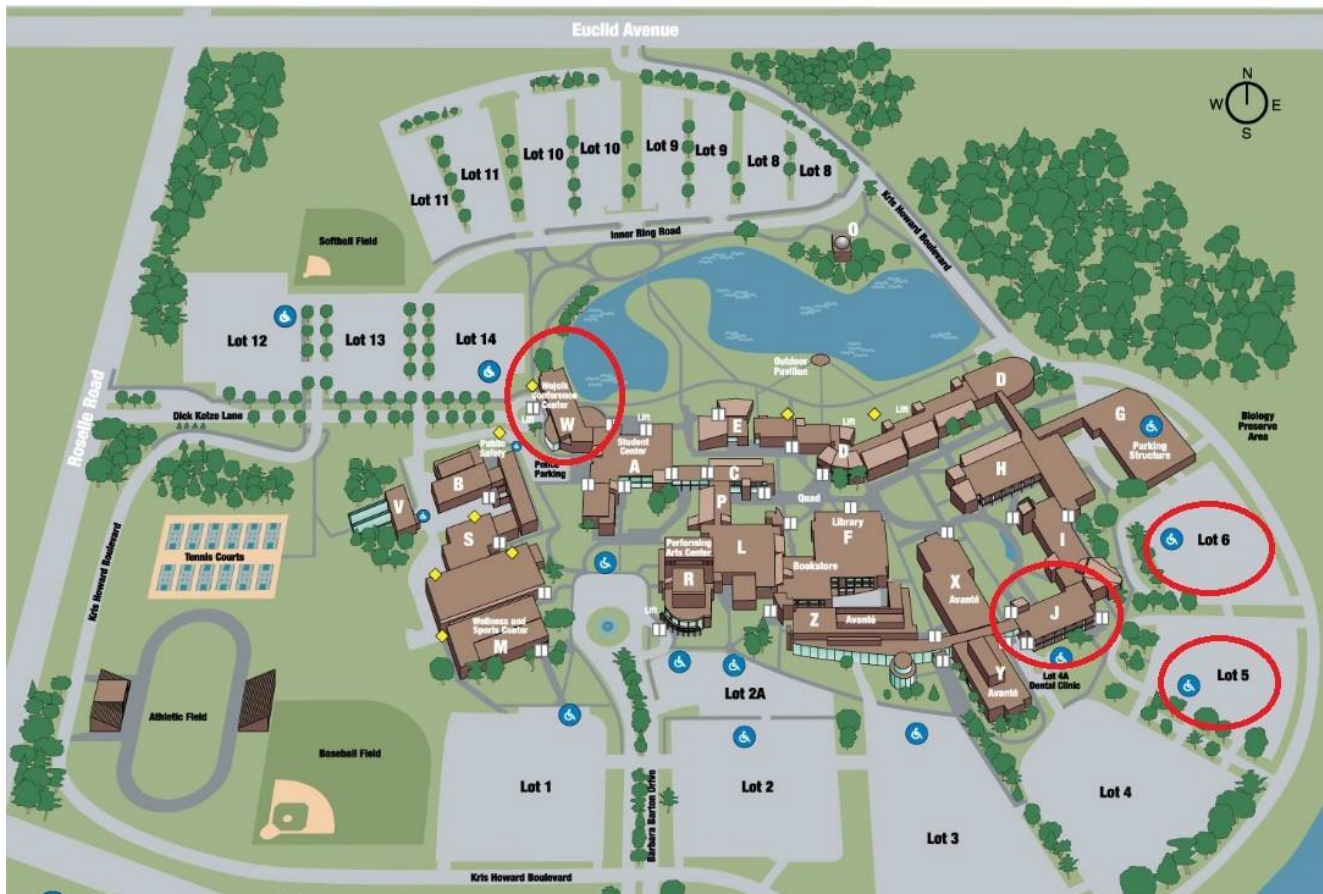 Euclid Avenue
N
W
E
S
Lot 10
Lot 10
Lot 9
Lot 9
Lot 8
Lot 8
Lot 11
Lot 11
Kris Howard Boulevard
Inner Ring Road
O
Softball Field
Lot 12
Lot 13
Lot 14
Outdoor
Pavilion
Roselle Road
Dick Kolze Lane
Wojcik
Conference
Center
W
Lift
Lift
Public
Safety
Police
Parking
Student
Center
A
E
Lift
Lift
D
D
G
Parking
Structure
Biology
Preserve
Area
B
V
C
P
Quad
H
S
Library
F
Performing
Arts Center
L
Bookstore
I
Lot 6
Tennis Courts
Kris Howard Boulevard
R
X
Avanté
Z
Avanté
J
Lift
Wellness and
Sports Center
M
Y
Avanté
Lot 4A
Dental Clinic
Lot 5
Lot 2A
Athletic Field
Baseball Field
Lot 1
Barbara Barton Drive
Lot 2
Lot 3
Lot 4
Kris Howard Boulevard